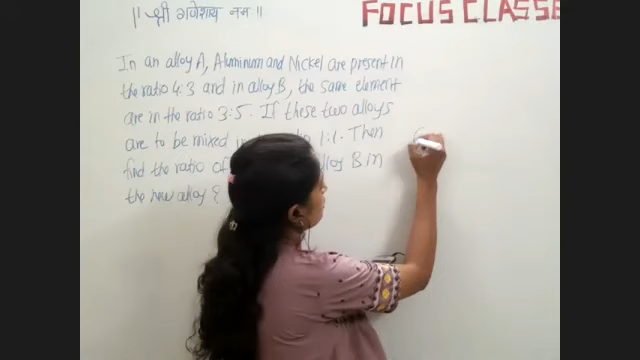 || श्री गणेशाय नमः ||
FOCUS CLASSE
In an alloy A, Aluminum and Nickel are present in
the ratio 4:3 and in alloy B, the same element
are in the ratio 3:5. If these two alloys
are to be mixed in 1:1. Then
find the ratio of alloy B in
the new alloy ?